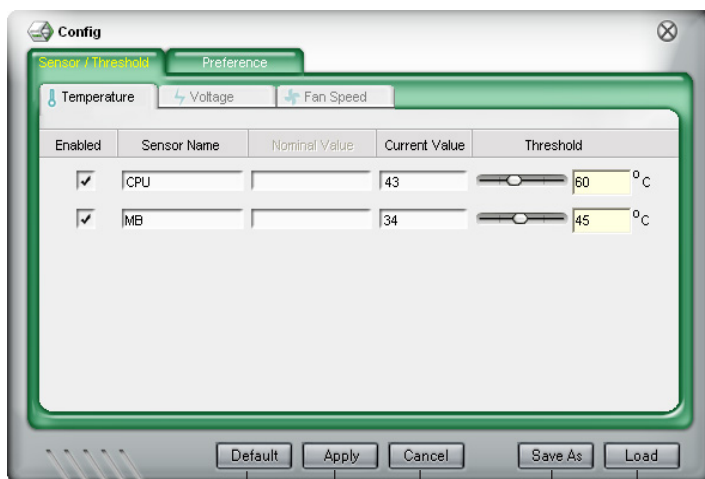 Config
Sensor / Threshold Preference
Temperature Voltage Fan Speed
Enabled Sensor Name Nominal Value Current Value Threshold
CPU 43 60 °C
MB 34 45 °C
Default Apply Cancel Save As Load